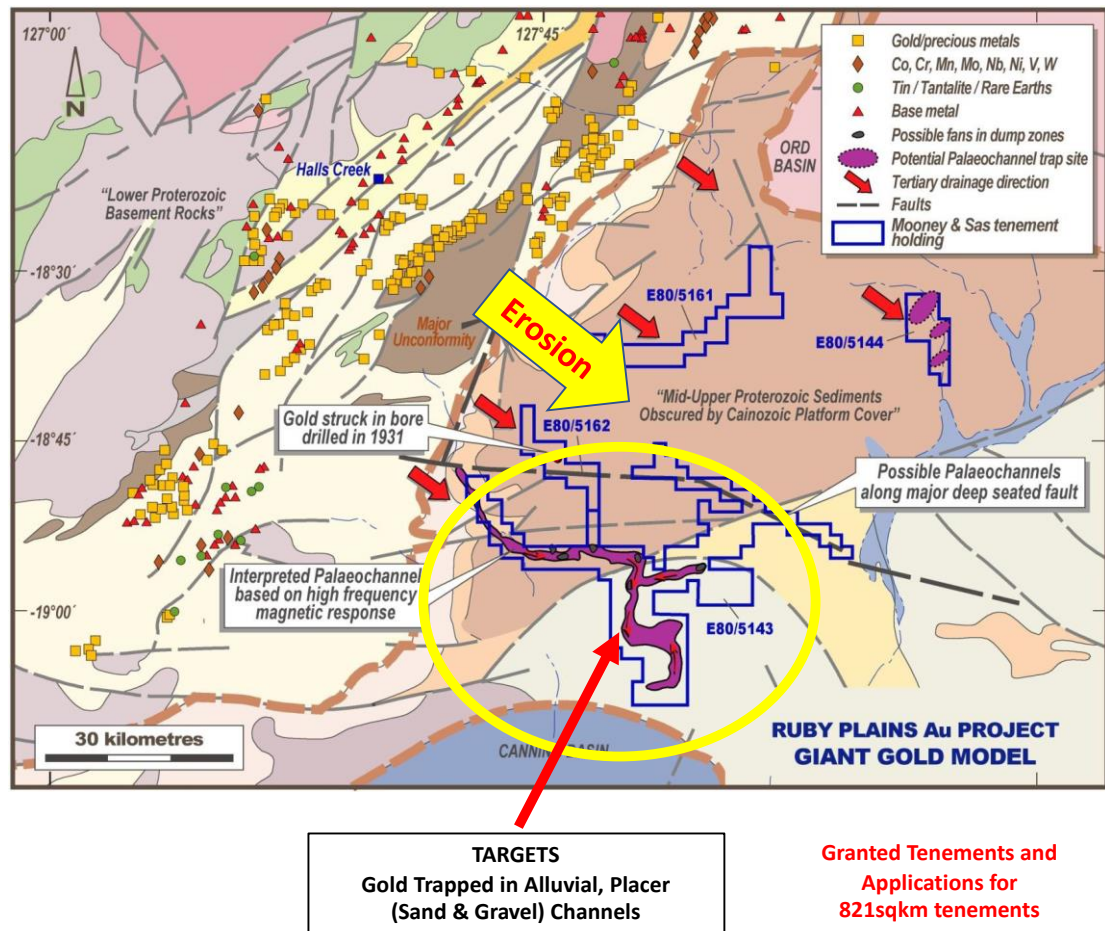 127°00'
127°45'
N
Gold/precious metals
Co, Cr, Mn, Mo, Nb, Ni, V, W
Tin / Tantalite / Rare Earths
Base metal
Possible fans in dump zones
Potential Palaeochannel trap site
Tertiary drainage direction
Faults
Mooney & Sas tenement
holding
ORD
BASIN
Halls Creek
"Lower Proterozoic
Basement Rocks"
-18°30'
Major
Unconformity
Erosion
E80/5161
E80/5144
"Mid-Upper Proterozoic Sediments
Obscured by Cainozoic Platform Cover"
Gold struck in bore
drilled in 1931
E80/5162
-18°45'
Possible Palaeochannels
along major deep seated fault
Interpreted Palaeochannel
based on high frequency
magnetic response
-19°00'
E80/5143
30 kilometres
CANNIN BASIN
RUBY PLAINS Au PROJECT
GIANT GOLD MODEL
TARGETS
Gold Trapped in Alluvial, Placer
(Sand & Gravel) Channels
Granted Tenements and
Applications for
821sqkm tenements